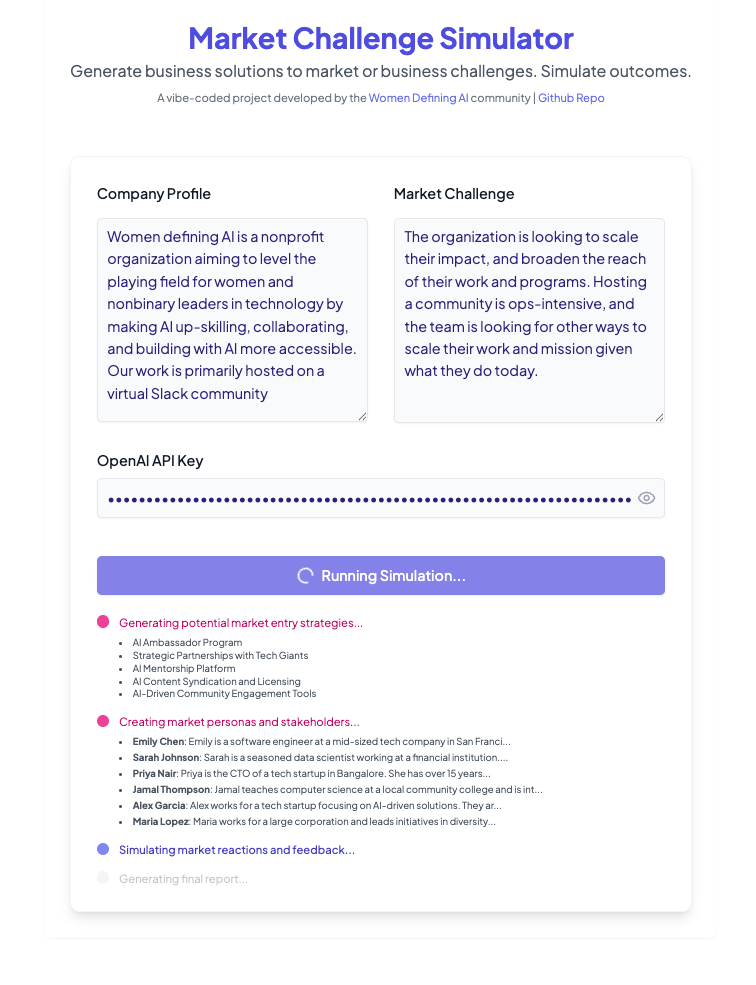 Market Challenge Simulator
Generate business solutions to market or business challenges. Simulate outcomes.
A vibe-coded project developed by the Women Defining AI community | Github Repo
Company Profile
Women defining AI is a nonprofit
organization aiming to level the
playing field for women and
nonbinary leaders in technology by
making AI up-skilling, collaborating,
and building with AI more accessible.
Our work is primarily hosted on a
virtual Slack community
Market Challenge
The organization is looking to scale
their impact, and broaden the reach
of their work and programs. Hosting
a community is ops-intensive, and
the team is looking for other ways to
scale their work and mission given
what they do today.
OpenAI API Key
Running Simulation...
Generating potential market entry strategies...
• AI Ambassador Program
• Strategic Partnerships with Tech Giants
• AI Mentorship Platform
• AI Content Syndication and Licensing
• AI-Driven Community Engagement Tools
Creating market personas and stakeholders...
• Emily Chen: Emily is a software engineer at a mid-sized tech company in San Franci...
• Sarah Johnson: Sarah is a seasoned data scientist working at a financial institution....
• Priya Nair: Priya is the CTO of a tech startup in Bangalore. She has over 15 years...
• Jamal Thompson: Jamal teaches computer science at a local community college and is int...
• Alex Garcia: Alex works for a tech startup focusing on AI-driven solutions. They ar...
• Maria Lopez: Maria works for a large corporation and leads initiatives in diversity...
Simulating market reactions and feedback...
Generating final report...